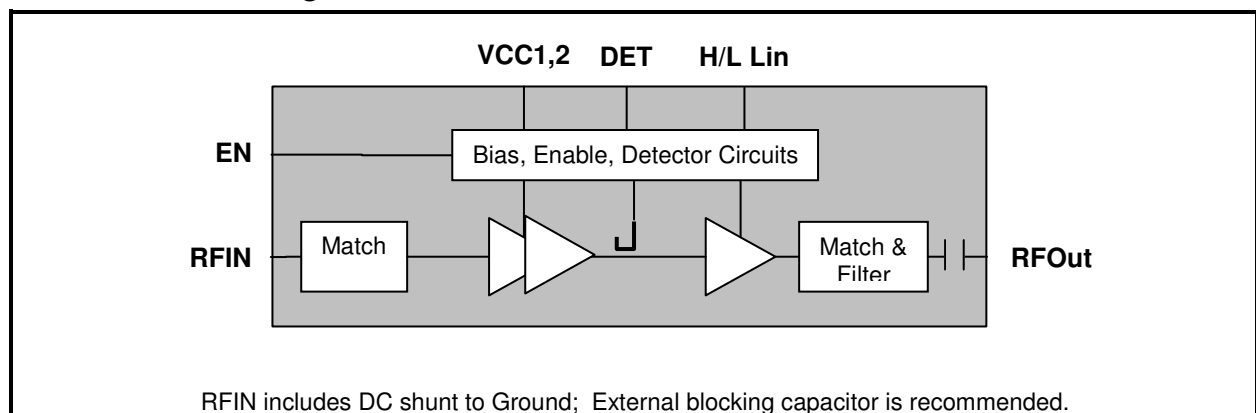 VCC1,2 DET H/L Lin
EN
Bias, Enable, Detector Circuits
RFIN
Match
Match &
Filter
RFOut
RFIN includes DC shunt to Ground; External blocking capacitor is recommended.